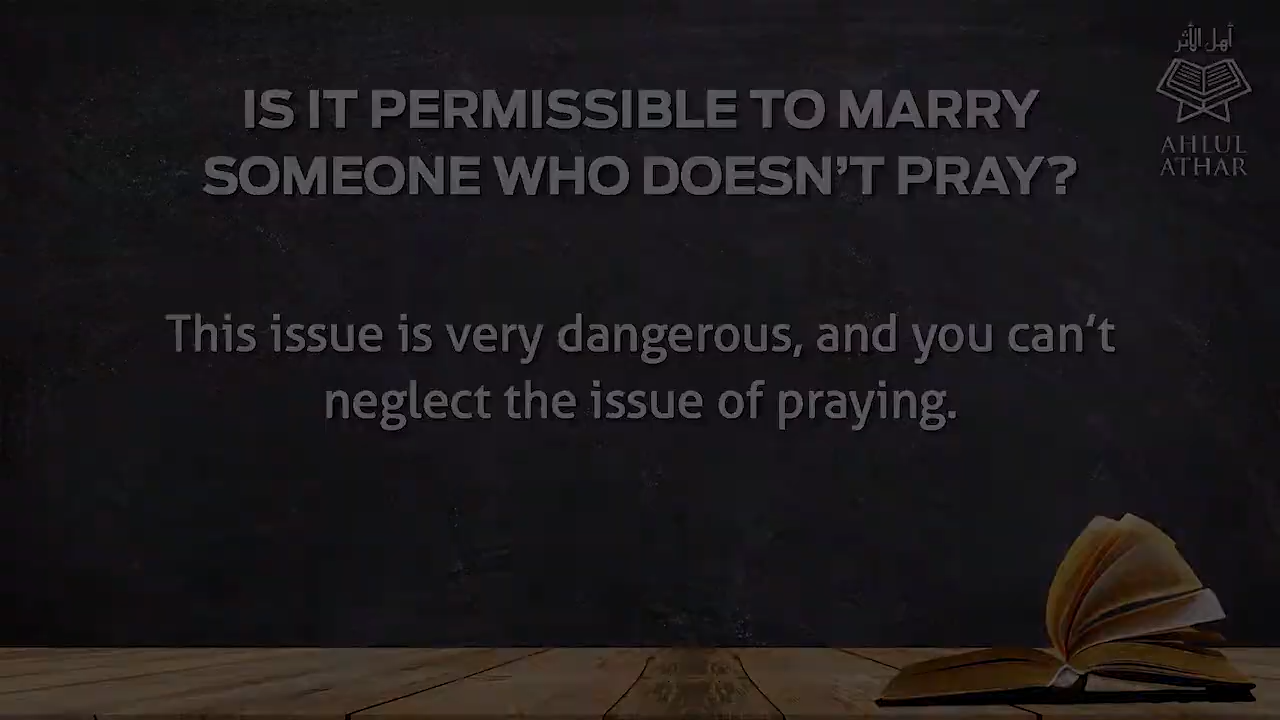 IS IT PERMISSIBLE TO MARRY
SOMEONE WHO DOESN'T PRAY?
أهل الأثر
AHLUL
ATHAR
This issue is very dangerous, and you can't
neglect the issue of praying.